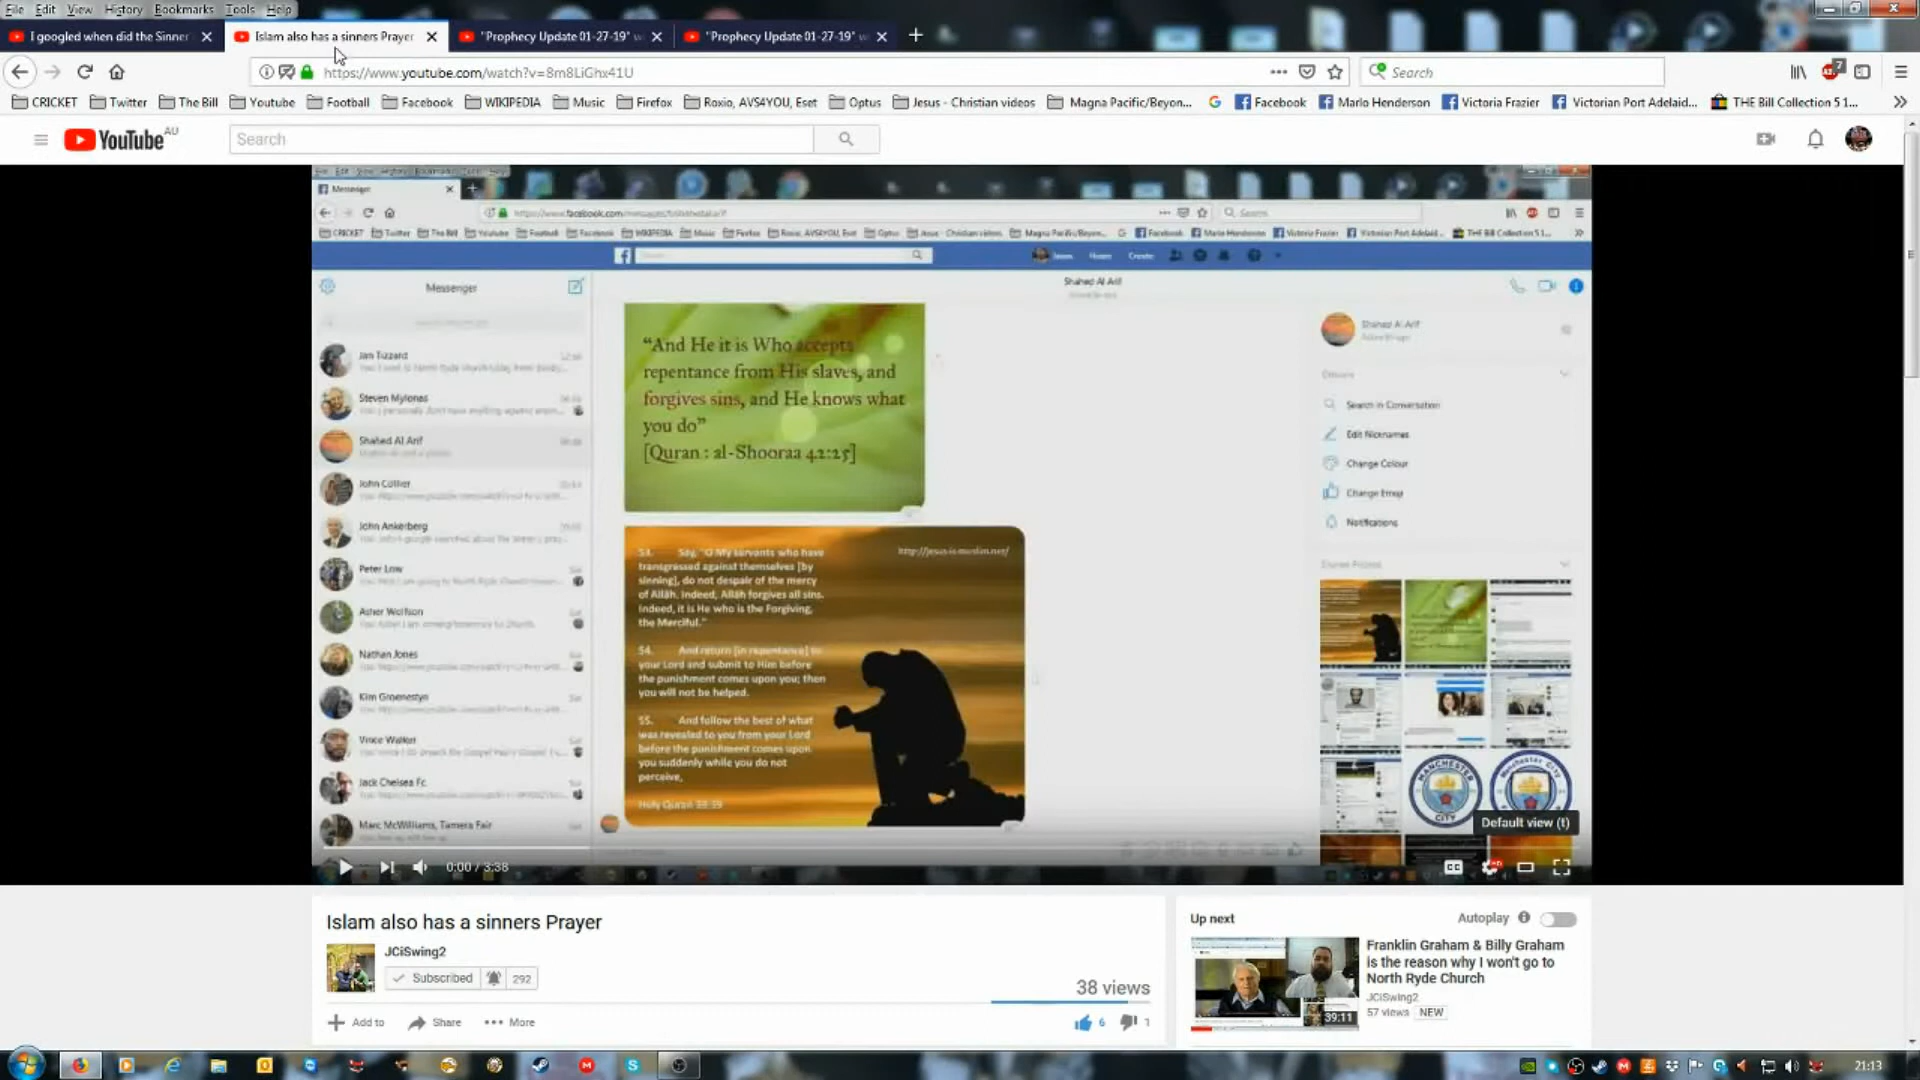 File Edit View History Bookmarks Tools Help
I googled when did the Sinner
Islam also has a sinners Prayer
"Prophecy Update 01-27-19" w
"Prophecy Update 01-27-19" w
https://www.youtube.com/watch?v=8m8LiGhx41U
Search
CRICKET Twitter The Bill Youtube Football Facebook WIKIPEDIA Music Firefox Roxio, AVS4YOU, Eset Optus Jesus - Christian videos Magna Pacific/Beyon... Facebook Marlo Henderson Victoria Frazier Victorian Port Adelaid... THE Bill Collection 5 1...
YouTube AU
Search
Messenger
Search
Home Create
Messenger
Shahed Al Arif
Jan Tizzard
Steven Mylonas
Shahed Al Arif
John Collier
John Ankerberg
Peter Low
Asher Wolfson
Nathan Jones
Kim Groenestyn
Vince Walker
Jack Chelsea Fc
Marc McWilliams, Tamera Fair
"And He it is Who accepts
repentance from His slaves, and
forgives sins, and He knows what
you do"
[Quran : al-Shooraa 42:25]
http://jesus-is-muslim.net/
53. Say, "O My servants who have
transgressed against themselves [by
sinning], do not despair of the mercy
of Allāh. Indeed, Allāh forgives all sins.
Indeed, it is He who is the Forgiving,
the Merciful."
54. And return [in repentance] to
your Lord and submit to Him before
the punishment comes upon you; then
you will not be helped.
55. And follow the best of what
was revealed to you from your Lord
before the punishment comes upon
you suddenly while you do not
perceive,
Holy Quran 39:39
Shahed Al Arif
Search in Conversation
Edit Nicknames
Change Colour
Change Emoji
Notifications
MANCHESTER
CITY
Default view (t)
0:00 / 3:38
CC
HD
Islam also has a sinners Prayer
JCiSwing2
Subscribed 292
38 views
Add to Share More
6 1
Up next
Autoplay
Franklin Graham & Billy Graham
is the reason why I won't go to
North Ryde Church
JCiSwing2
57 views NEW
39:11
21:13